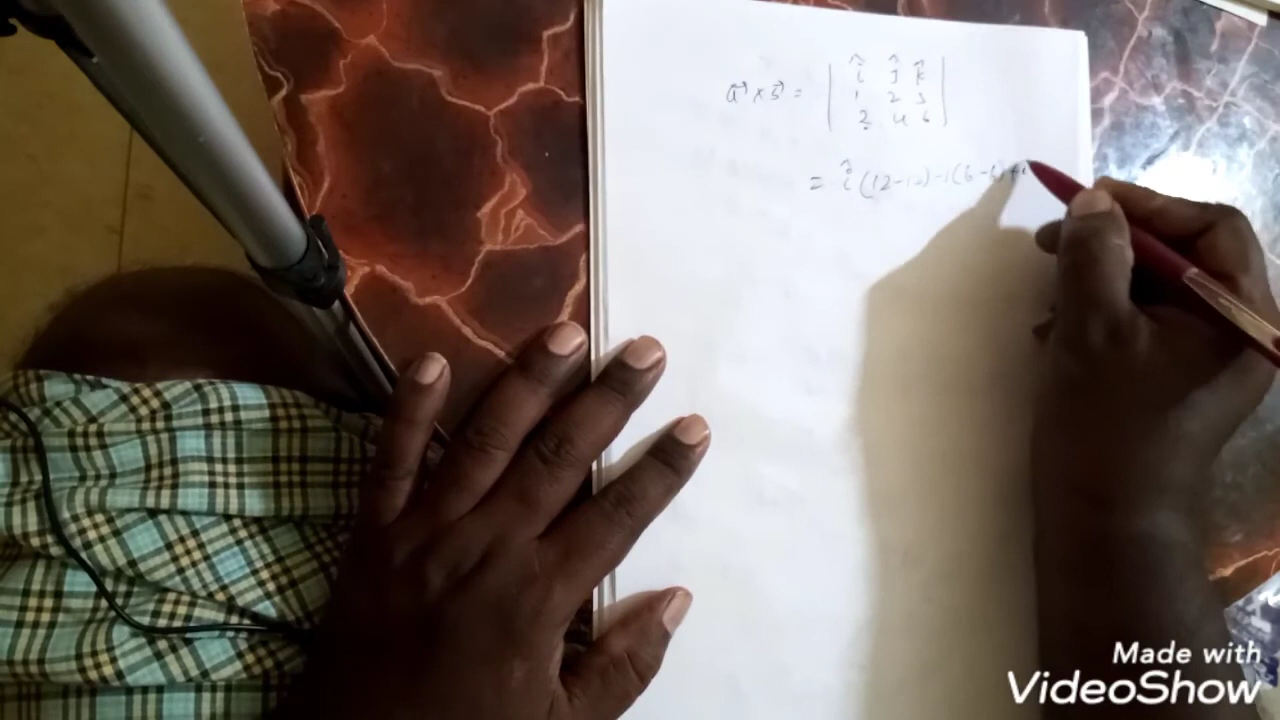 a⃗ × b⃗ = | î ĵ k̂ |
| 1 2 3 |
| 2 4 6 |
= î (12-12) - j (6-6) +
Made with
VideoShow